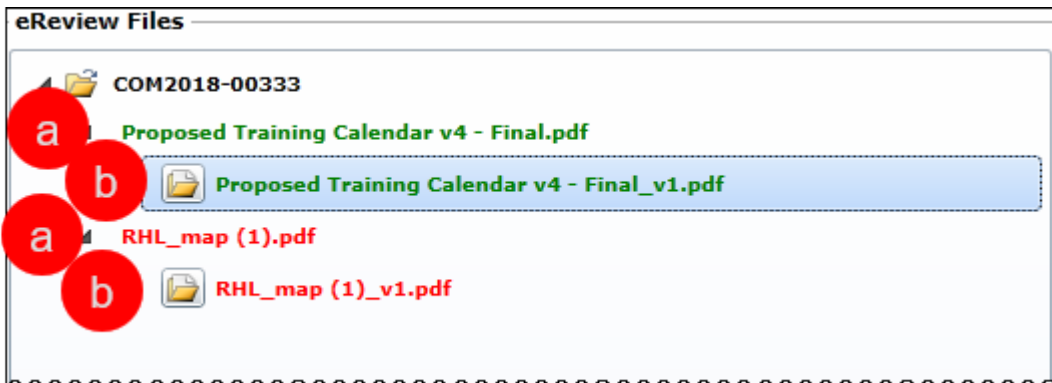 eReview Files
COM2018-00333
a Proposed Training Calendar v4 - Final.pdf
b Proposed Training Calendar v4 - Final_v1.pdf
a RHL_map (1).pdf
b RHL_map (1)_v1.pdf